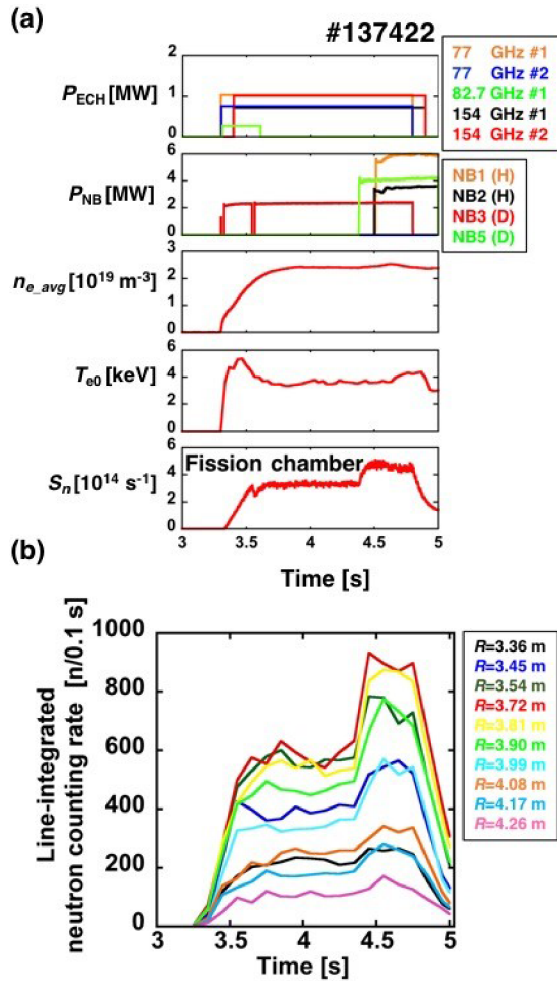 (a)
#137422
2
1
0
P_ECH [MW]
77 GHz #1
77 GHz #2
82.7 GHz #1
154 GHz #1
154 GHz #2
6
4
2
0
P_NB [MW]
NB1 (H)
NB2 (H)
NB3 (D)
NB5 (D)
3
2
1
0
n_e_avg [10^19 m^-3]
6
4
2
0
T_e0 [keV]
6
4
2
0
S_n [10^14 s^-1]
Fission chamber
3 3.5 4 4.5 5
Time [s]
(b)
Line-integrated
neutron counting rate [n/0.1 s]
1000
800
600
400
200
0
R=3.36 m
R=3.45 m
R=3.54 m
R=3.72 m
R=3.81 m
R=3.90 m
R=3.99 m
R=4.08 m
R=4.17 m
R=4.26 m
3 3.5 4 4.5 5
Time [s]